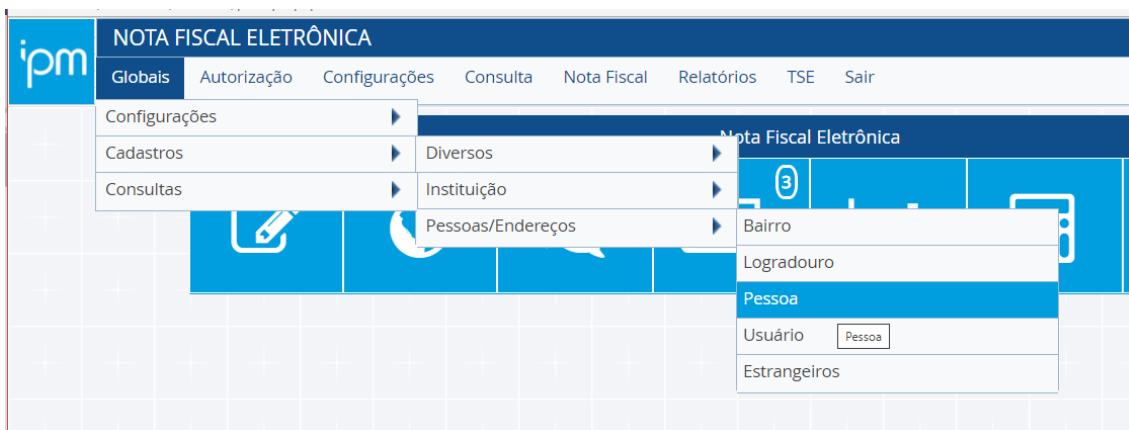 ipm
NOTA FISCAL ELETRÔNICA
Globais Autorização Configurações Consulta Nota Fiscal Relatórios TSE Sair
Configurações
Cadastros
Consultas
Diversos
Instituição
Pessoas/Endereços
Nota Fiscal Eletrônica
3
Bairro
Logradouro
Pessoa
Usuário
Pessoa
Estrangeiros